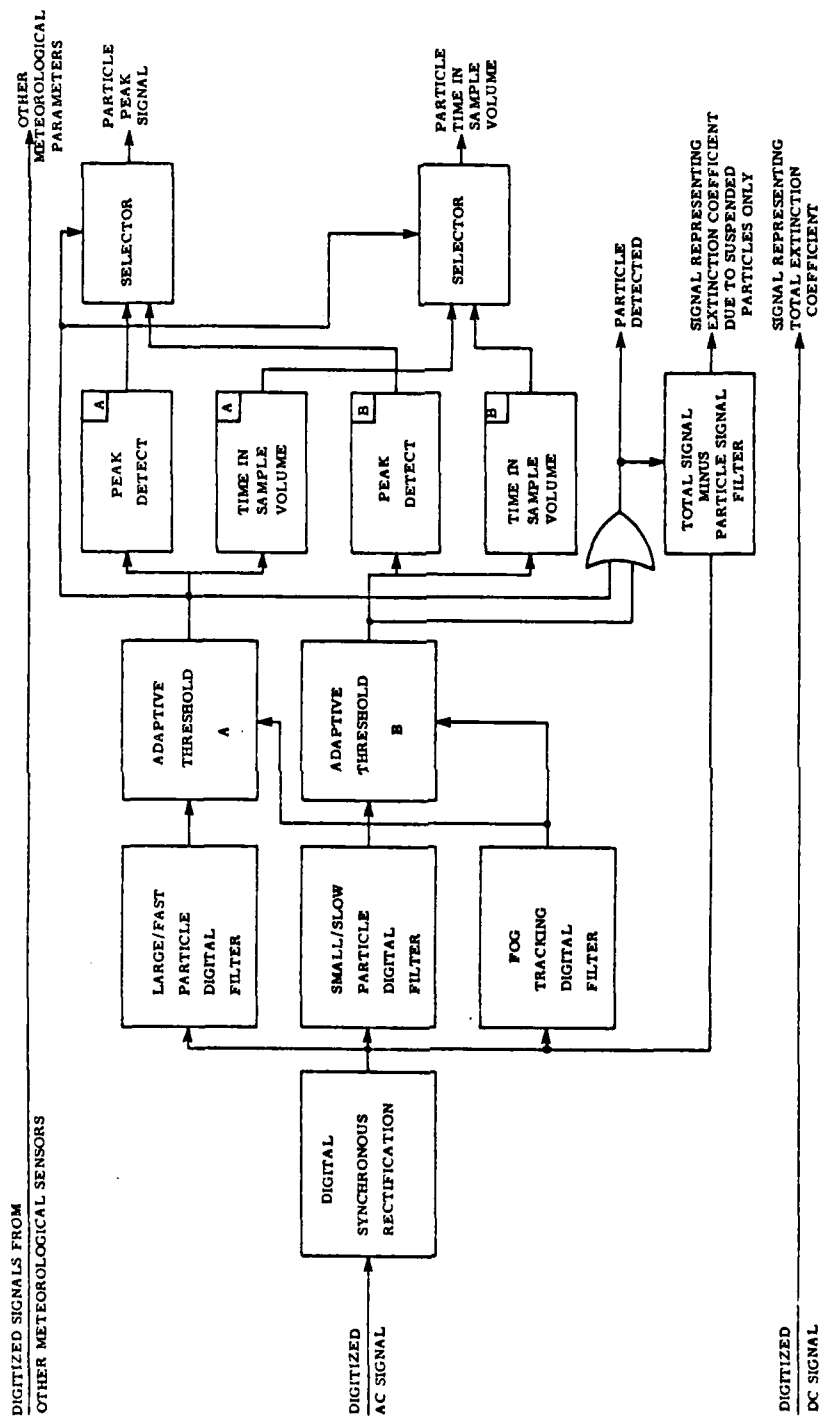 DIGITIZED SIGNALS FROM
OTHER METEOROLOGICAL SENSORS
OTHER
METEOROLOGICAL
PARAMETERS
DIGITIZED
AC SIGNAL
DIGITAL
SYNCHRONOUS
RECTIFICATION
LARGE/FAST
PARTICLE
DIGITAL
FILTER
SMALL/SLOW
PARTICLE
DIGITAL
FILTER
FOG
TRACKING
DIGITAL
FILTER
ADAPTIVE
THRESHOLD
A
ADAPTIVE
THRESHOLD
B
A
PEAK
DETECT
A
TIME IN
SAMPLE
VOLUME
B
PEAK
DETECT
B
TIME IN
SAMPLE
VOLUME
SELECTOR
PARTICLE
PEAK
SIGNAL
SELECTOR
PARTICLE
TIME IN
SAMPLE
VOLUME
PARTICLE
DETECTED
TOTAL SIGNAL
MINUS
PARTICLE SIGNAL
FILTER
SIGNAL REPRESENTING
EXTINCTION COEFFICIENT
DUE TO SUSPENDED
PARTICLES ONLY
DIGITIZED
DC SIGNAL
SIGNAL REPRESENTING
TOTAL EXTINCTION
COEFFICIENT